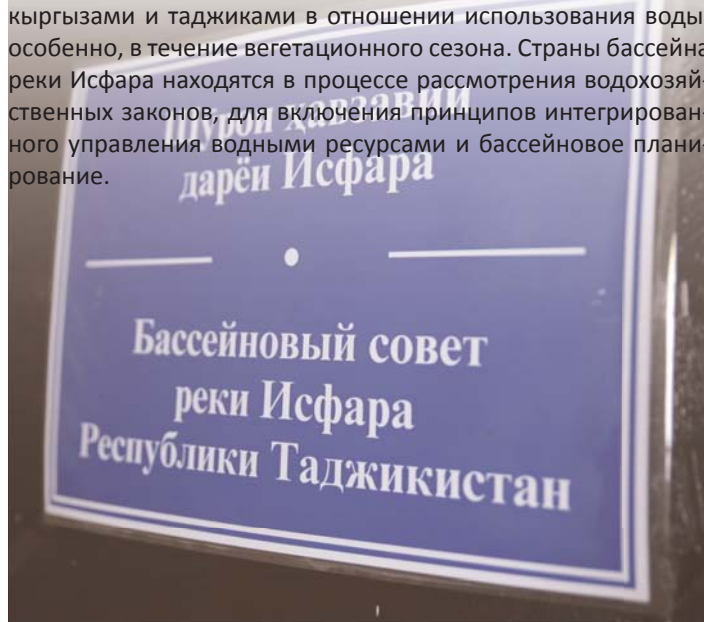 кыргызами и таджиками в отношении использования воды
особенно, в течение вегетационного сезона. Страны бассейна
реки Исфара находятся в процессе рассмотрения водохозяй-
ственных законов, для включения принципов интегрирован-
ного управления водными ресурсами и бассейновое плани-
рование.
Шӯрои ҳавзавии
дарёи Исфара
Бассейновый совет
реки Исфара
Республики Таджикистан